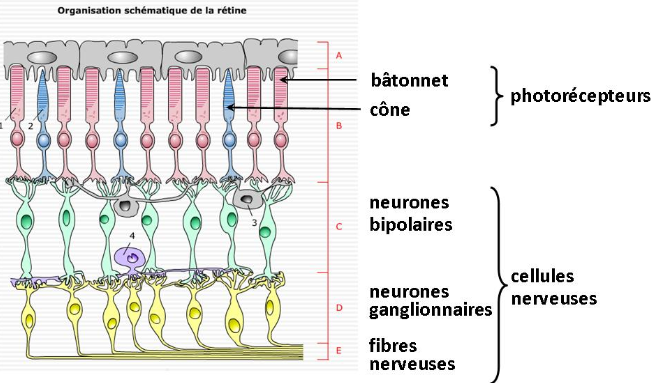 Organisation schématique de la rétine
A
bâtonnet
photorécepteurs
cône
1
2
B
neurones
bipolaires
3
C
4
cellules
nerveuses
neurones
ganglionnaires
D
fibres
nerveuses
E